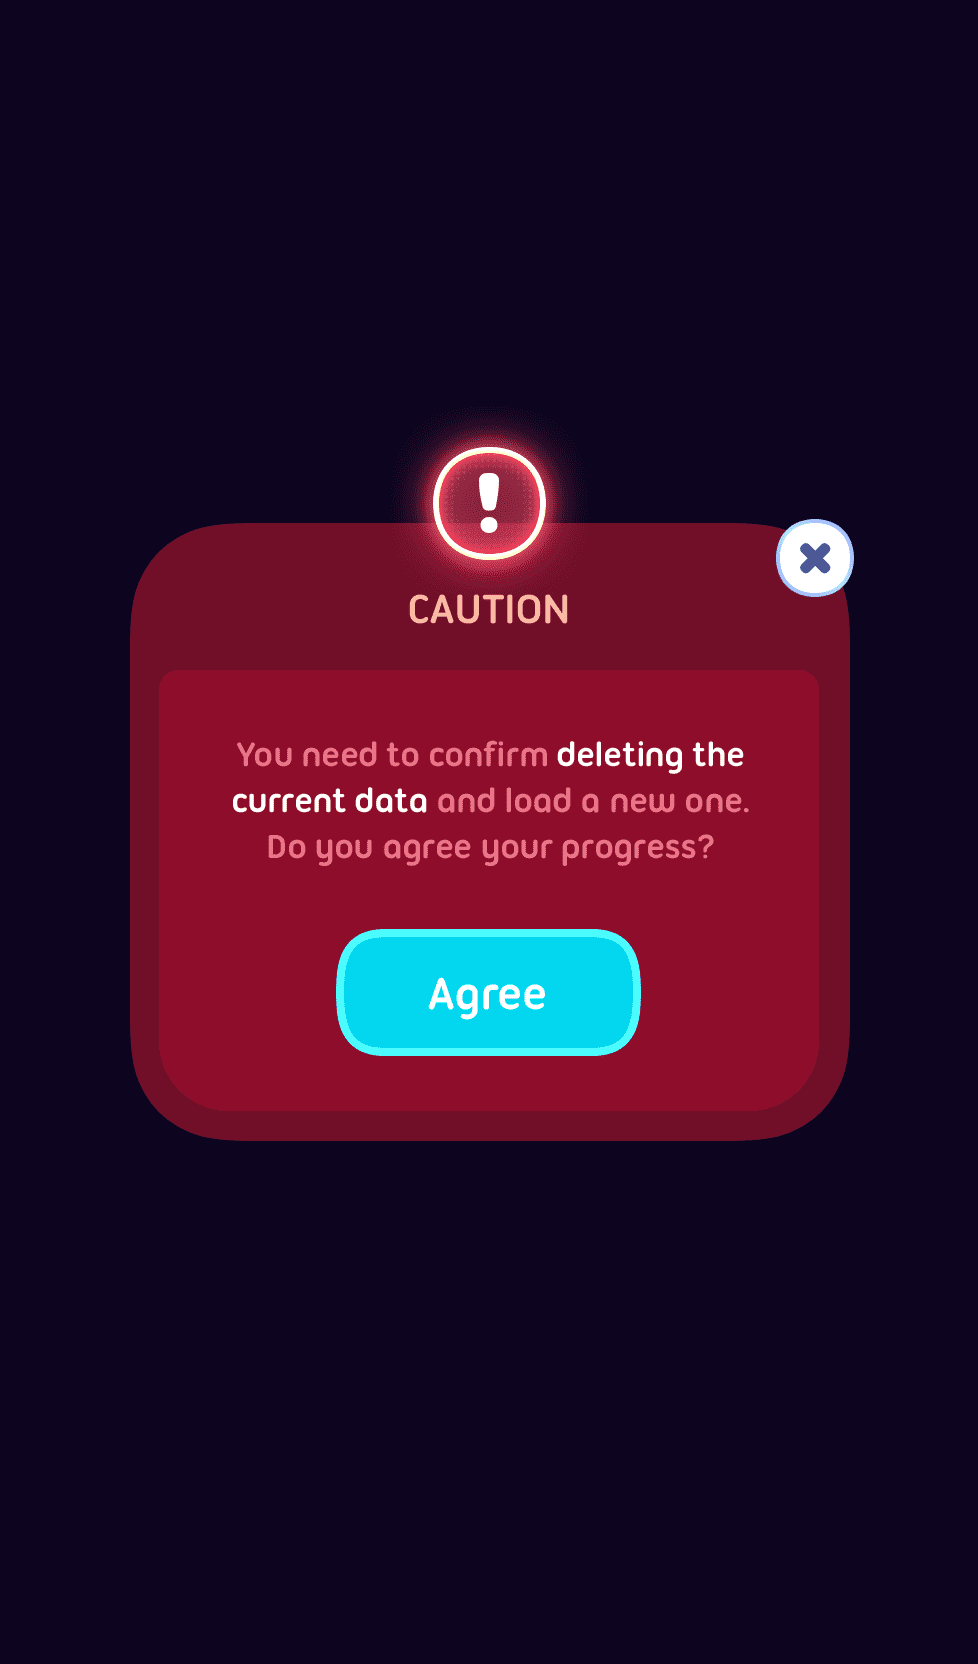 CAUTION
You need to confirm deleting the
current data and load a new one.
Do you agree your progress?
Agree